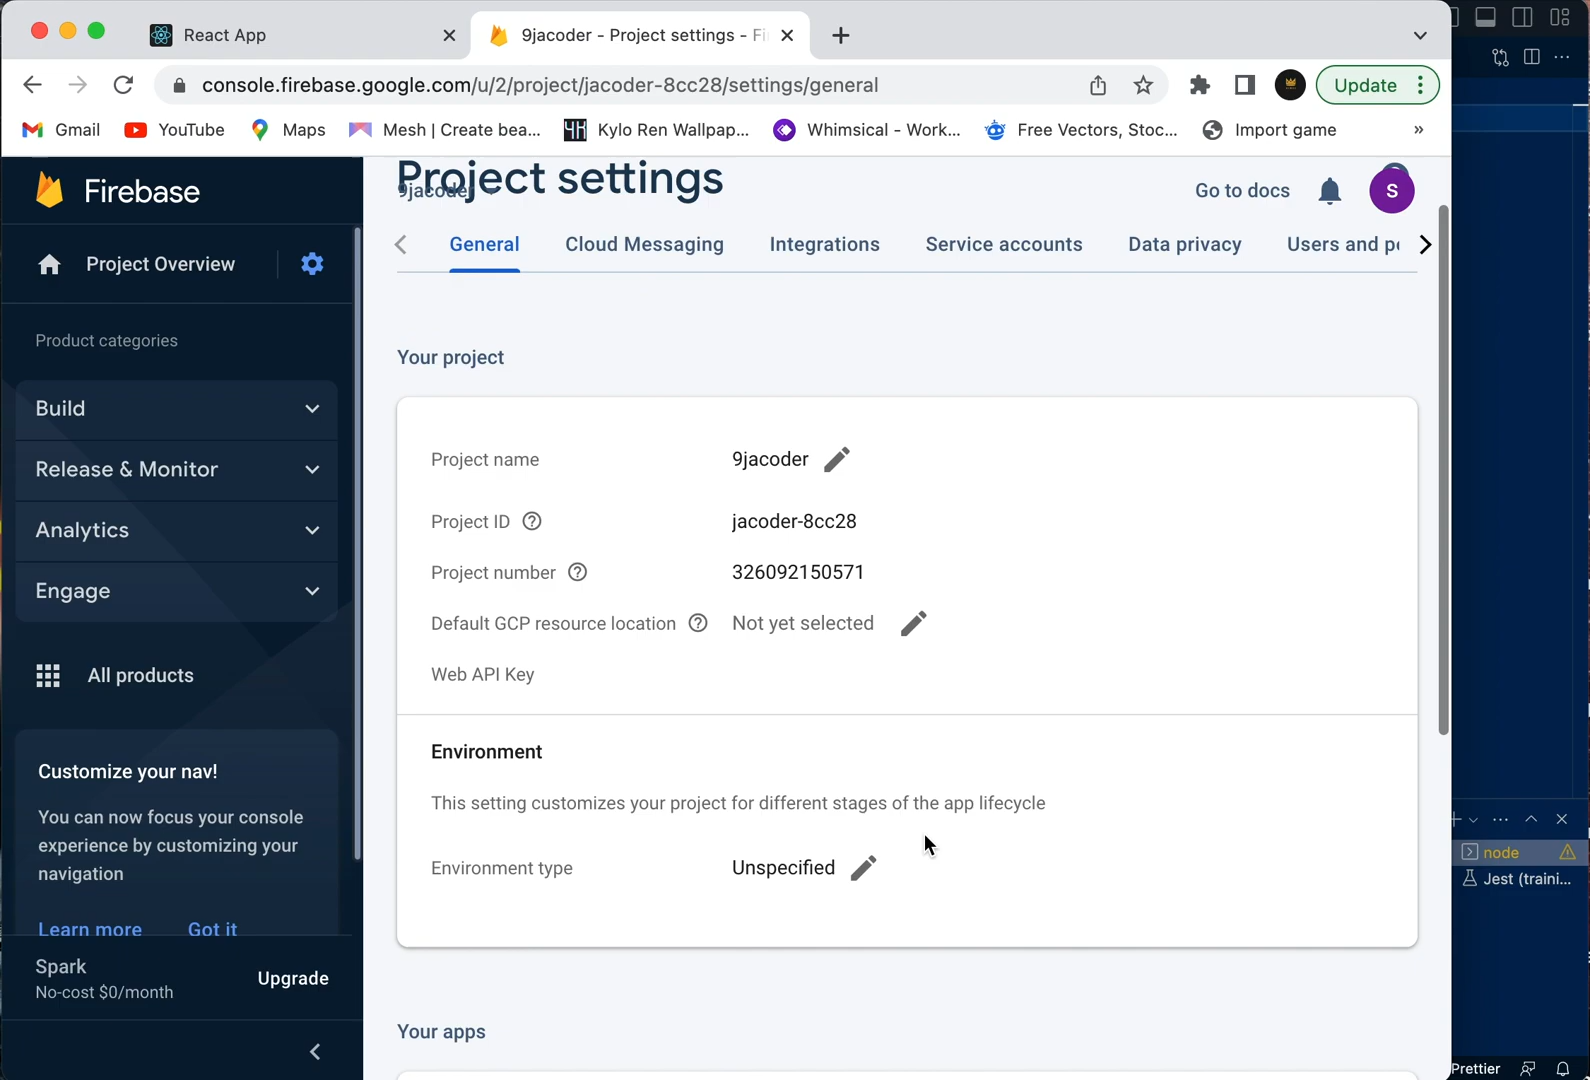 React App
9jacoder - Project settings - Fi
console.firebase.google.com/u/2/project/jacoder-8cc28/settings/general
Update
Gmail
YouTube
Maps
Mesh | Create bea...
Kylo Ren Wallpap...
Whimsical - Work...
Free Vectors, Stoc...
Import game
»
Firebase
Project settings
9jacoder
Go to docs
S
Project Overview
General
Cloud Messaging
Integrations
Service accounts
Data privacy
Users and pe
Product categories
Build
Release & Monitor
Analytics
Engage
All products
Customize your nav!
You can now focus your console
experience by customizing your
navigation
Learn more
Got it
Spark
No-cost $0/month
Upgrade
Your project
Project name
9jacoder
Project ID
jacoder-8cc28
Project number
326092150571
Default GCP resource location
Not yet selected
Web API Key
Environment
This setting customizes your project for different stages of the app lifecycle
Environment type
Unspecified
Your apps
node
Jest (traini...
Prettier